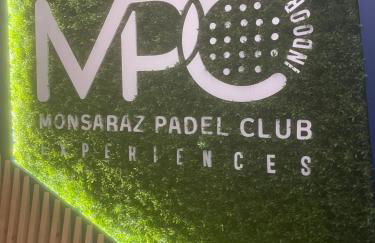 MPC
INDOOR
MONSARAZ PADEL CLUB
EXPERIENCES